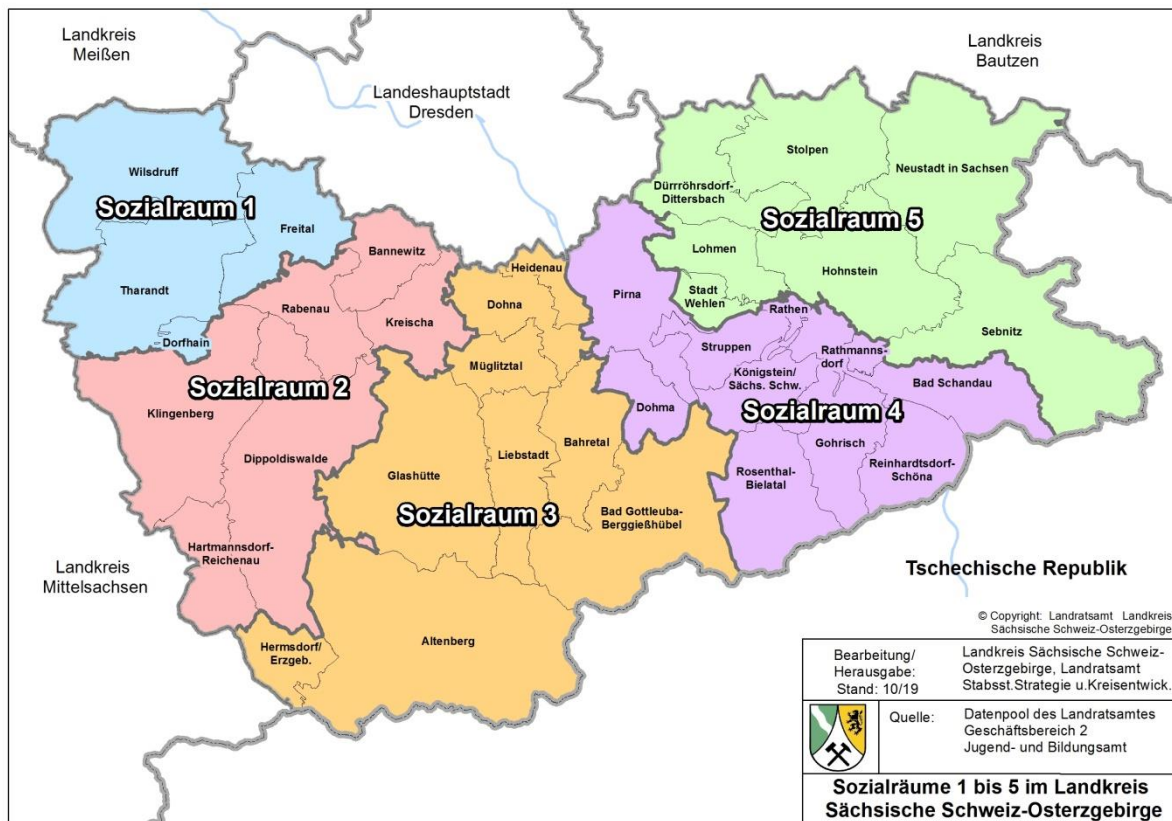 Landkreis
Meißen
Landkreis
Bautzen
Landeshauptstadt
Dresden
Wilsdruff
Sozialraum 1
Freital
Tharandt
Dorfhain
Stolpen
Neustadt in Sachsen
Dürrröhrsdorf-
Dittersbach
Sozialraum 5
Lohmen
Hohnstein
Stadt
Wehlen
Sebnitz
Bannewitz
Rabenau
Kreischa
Sozialraum 2
Klingenberg
Dippoldiswalde
Hartmannsdorf-
Reichenau
Heidenau
Dohna
Müglitztal
Glashütte
Liebstadt
Bahretal
Sozialraum 3
Bad Gottleuba-
Berggießhübel
Altenberg
Hermsdorf/
Erzgeb.
Pirna
Rathen
Struppen
Rathmanns-
dorf
Königstein/
Sächs. Schw.
Bad Schandau
Dohma
Sozialraum 4
Gohrisch
Rosenthal-
Bielatal
Reinhardtsdorf-
Schöna
Landkreis
Mittelsachsen
Tschechische Republik
© Copyright: Landratsamt Landkreis
Sächsische Schweiz-Osterzgebirge
Bearbeitung/
Herausgabe:
Stand: 10/19
Landkreis Sächsische Schweiz-
Osterzgebirge, Landratsamt
Stabsst.Strategie u.Kreisentwick.
Quelle:
Datenpool des Landratsamtes
Geschäftsbereich 2
Jugend- und Bildungsamt
Sozialräume 1 bis 5 im Landkreis
Sächsische Schweiz-Osterzgebirge